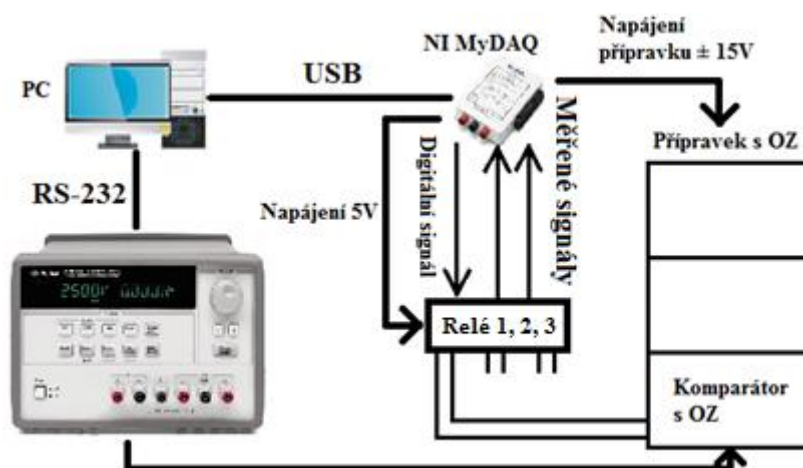 NI MyDAQ
Napájení
přípravku ± 15V
PC
USB
Přípravek s OZ
RS-232
Napájení 5V
Digitální signál
Měřené signály
Relé 1, 2, 3
Komparátor
s OZ